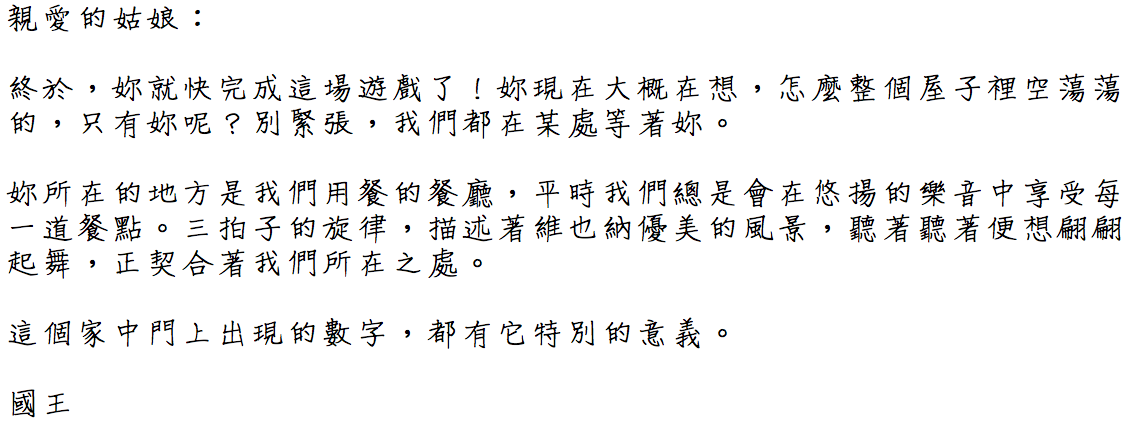 親愛的姑娘：
終於，妳就快完成這場遊戲了！妳現在大概在想，怎麼整個屋子裡空蕩蕩
的，只有妳呢？別緊張，我們都在某處等著妳。
妳所在的地方是我們用餐的餐廳，平時我們總是會在悠揚的樂音中享受每
一道餐點。三拍子的旋律，描述著維也納優美的風景，聽著聽著便想翩翩
起舞，正契合著我們所在之處。
這個家中門上出現的數字，都有它特別的意義。
國王